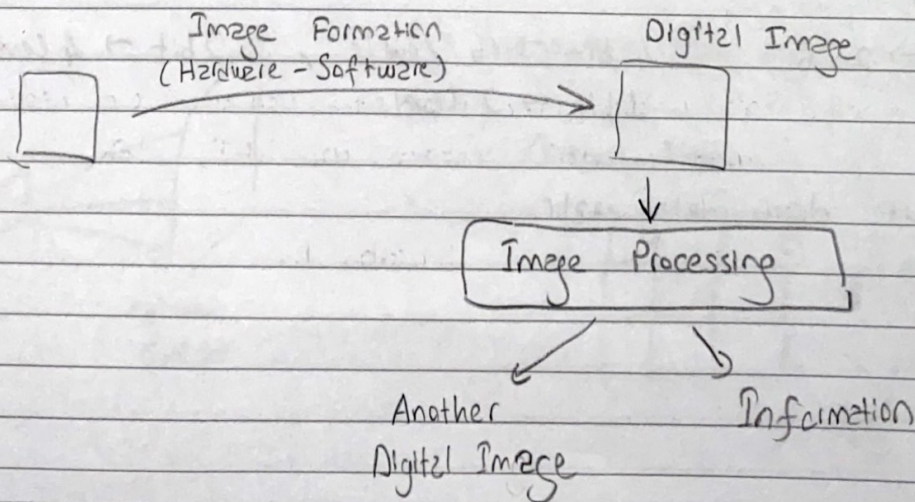 Image Formation
(Hardware - Software)
Digital Image
Image Processing
Another
Digital Image
Information